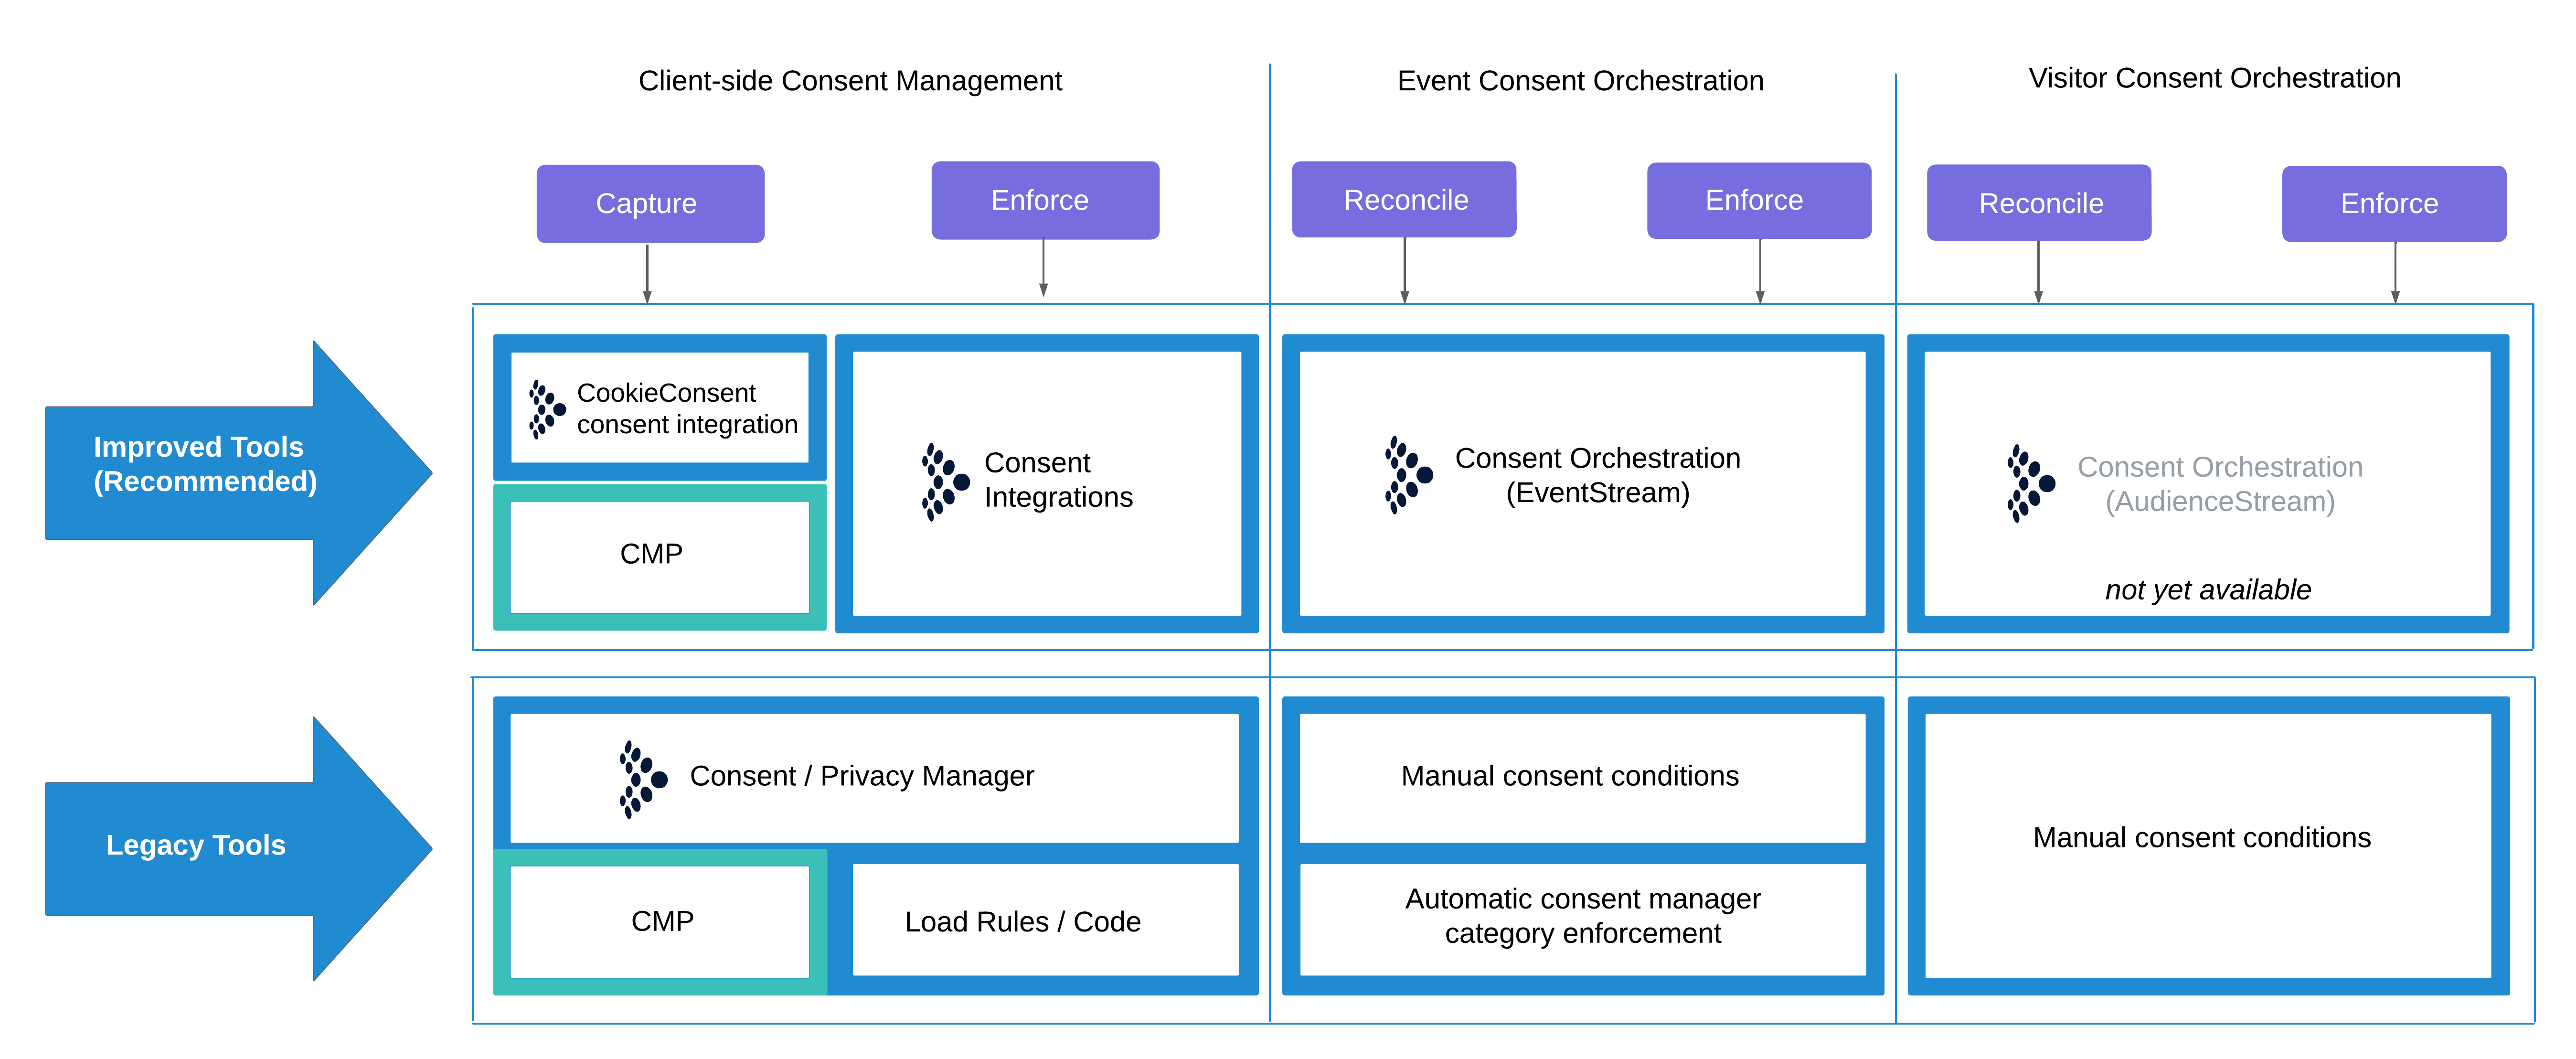 Client-side Consent Management
Event Consent Orchestration
Visitor Consent Orchestration
Capture
Enforce
Reconcile
Enforce
Reconcile
Enforce
Improved Tools
(Recommended)
CookieConsent
consent integration
CMP
Consent
Integrations
Consent Orchestration
(EventStream)
Consent Orchestration
(AudienceStream)
not yet available
Legacy Tools
Consent / Privacy Manager
CMP
Load Rules / Code
Manual consent conditions
Automatic consent manager
category enforcement
Manual consent conditions